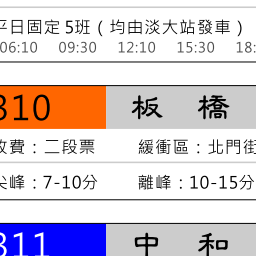 平日固定 5班 ( 均由淡大站發車 )
06:10 09:30 12:10 15:30 18:
810 板橋
收費：二段票 緩衝區：北門街
尖峰：7-10分 離峰：10-15分
811 中和